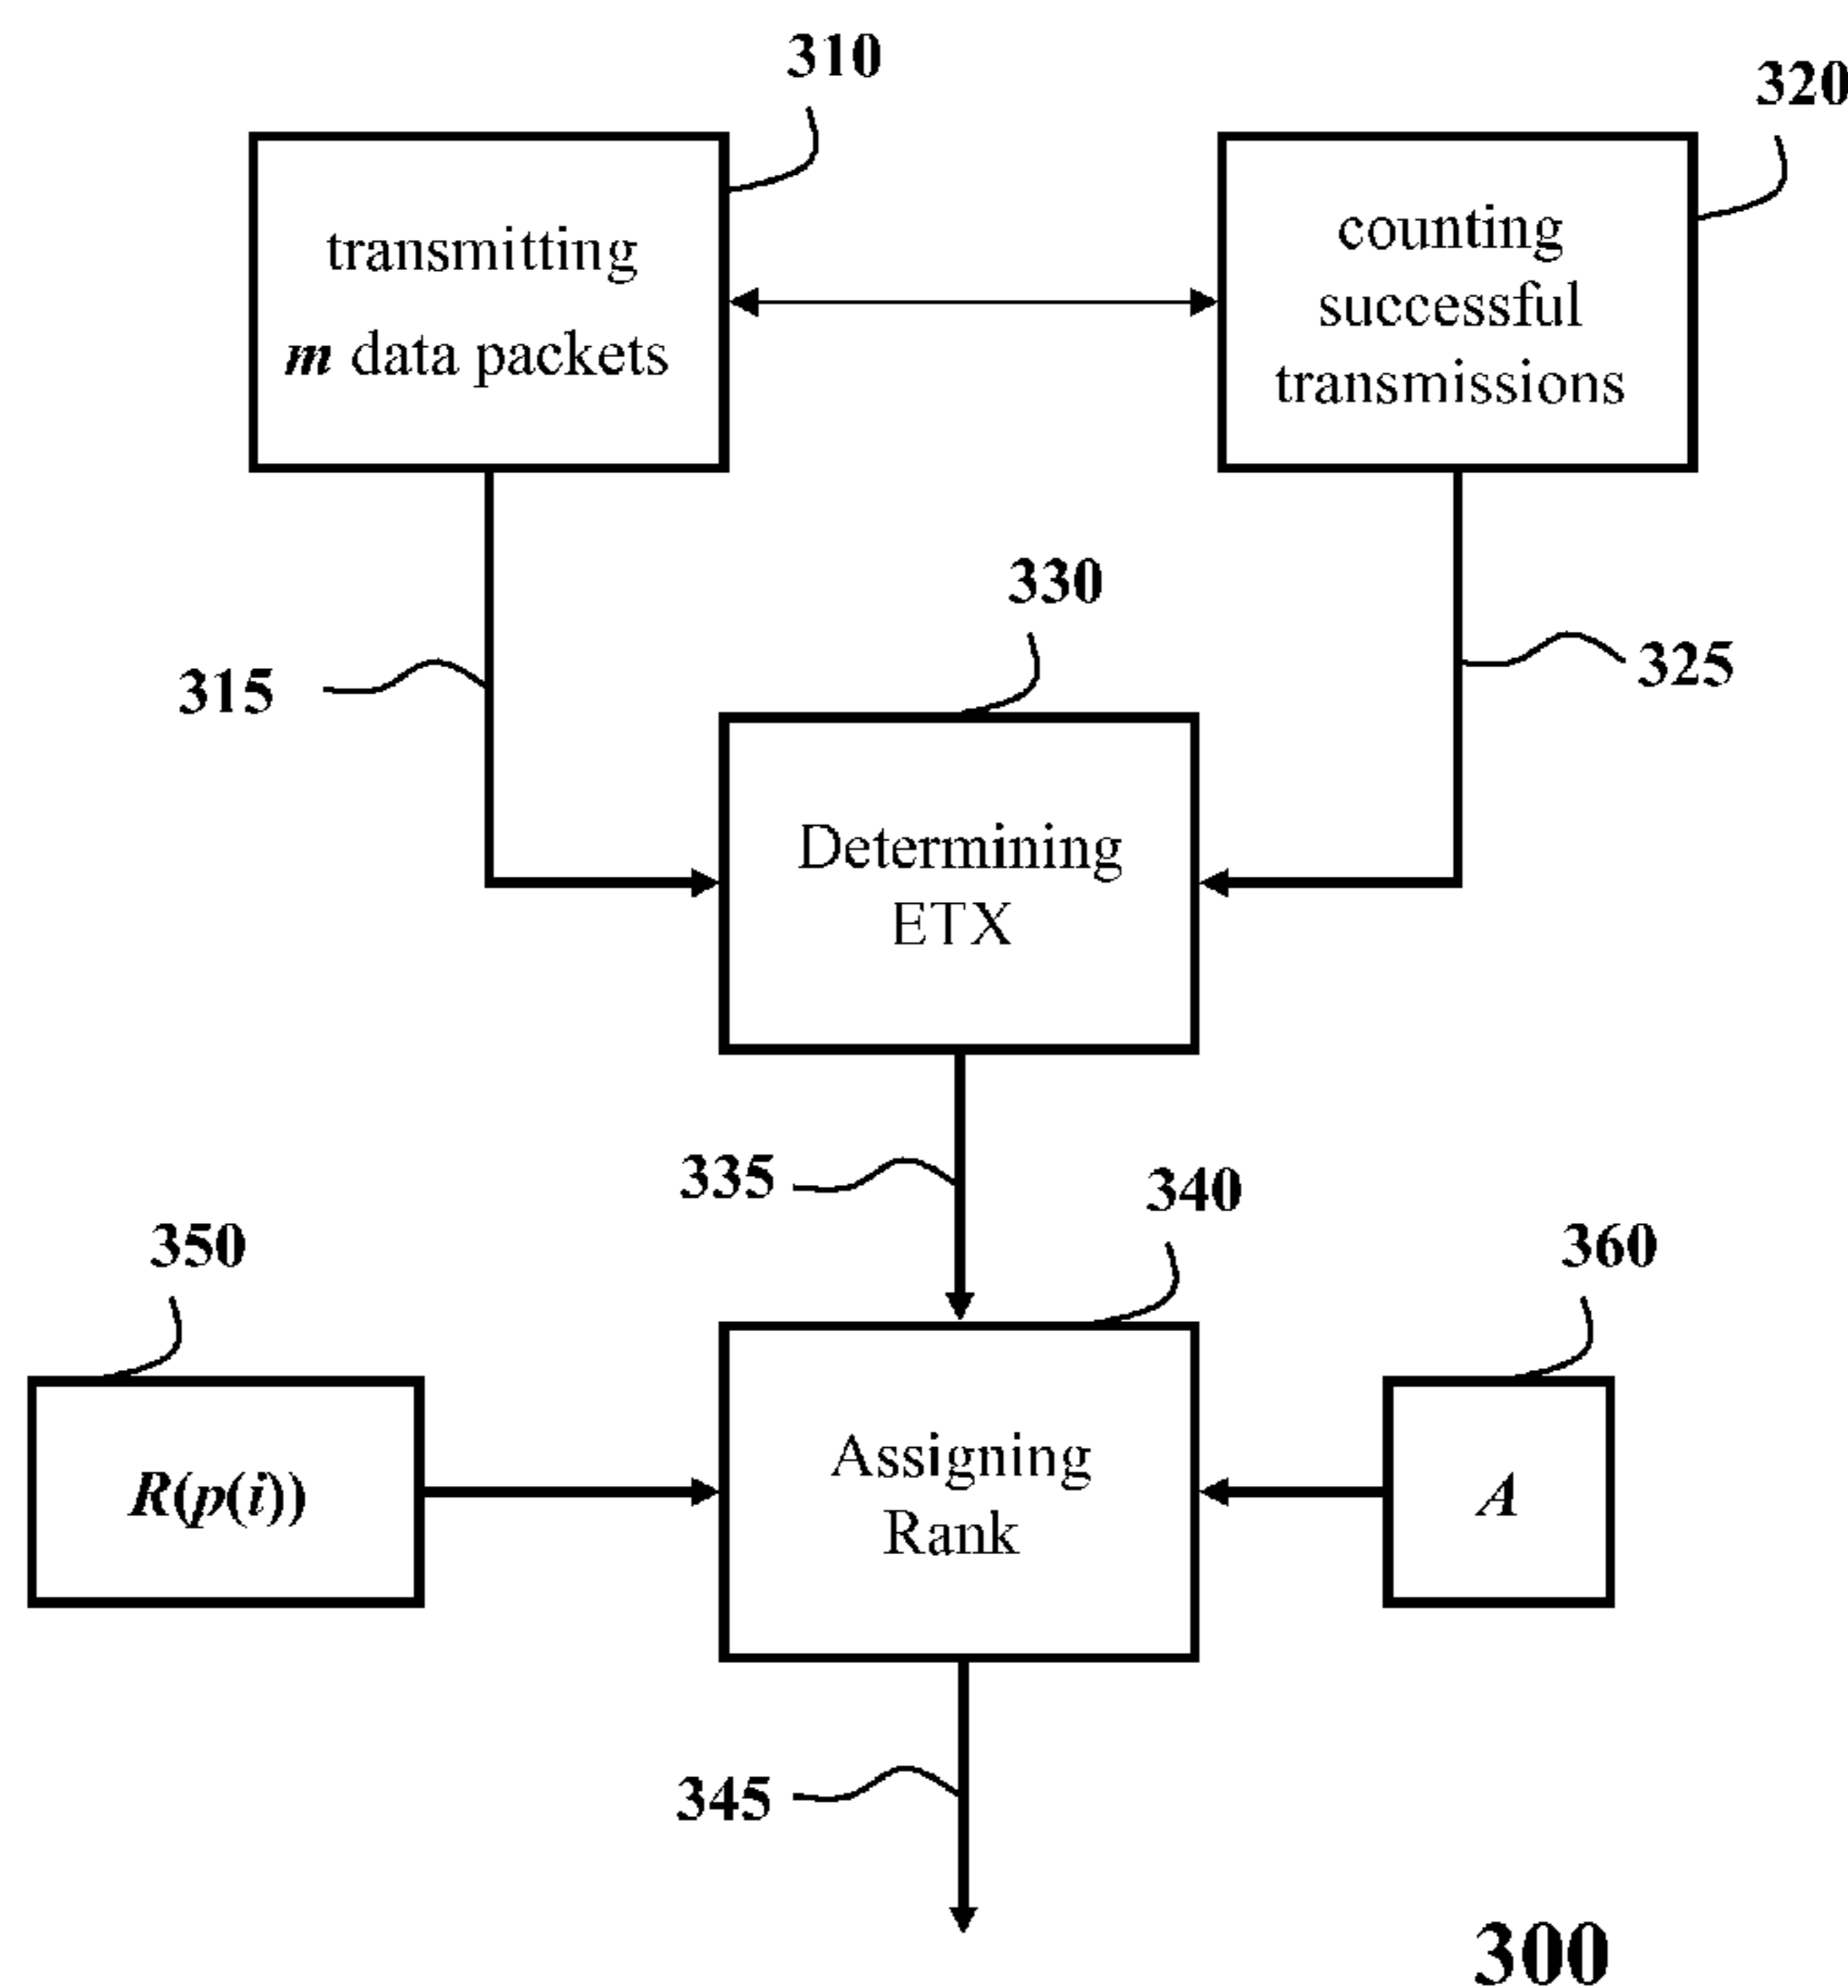 310
320
transmitting
m data packets
counting
successful
transmissions
330
315
325
Determining
ETX
335
340
350
360
R(p(i))
Assigning
Rank
A
345
300